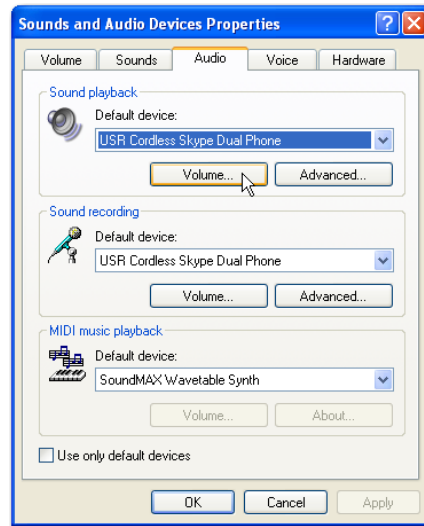 Sounds and Audio Devices Properties
Volume Sounds Audio Voice Hardware
Sound playback
Default device:
USR Cordless Skype Dual Phone
Volume... Advanced...
Sound recording
Default device:
USR Cordless Skype Dual Phone
Volume... Advanced...
MIDI music playback
Default device:
SoundMAX Wavetable Synth
Volume... About...
Use only default devices
OK Cancel Apply